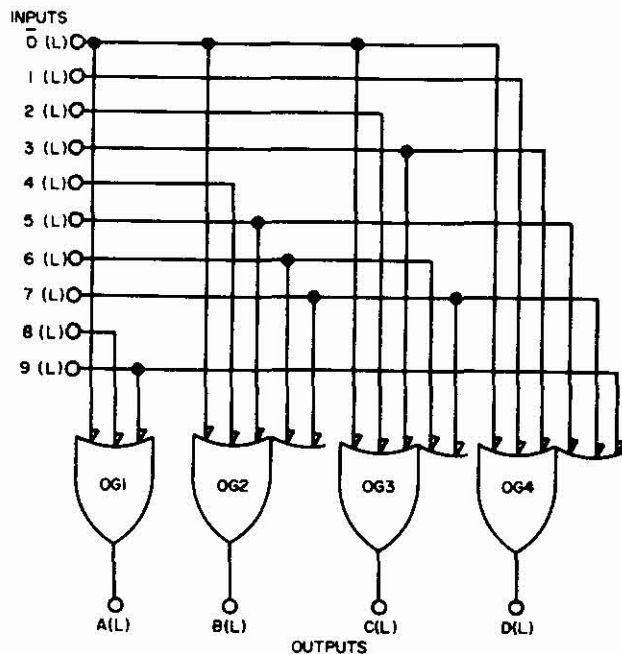 INPUTS
0̅ (L)
1 (L)
2 (L)
3 (L)
4 (L)
5 (L)
6 (L)
7 (L)
8 (L)
9 (L)
OG1 OG2 OG3 OG4
A(L) B(L) C(L) D(L)
OUTPUTS